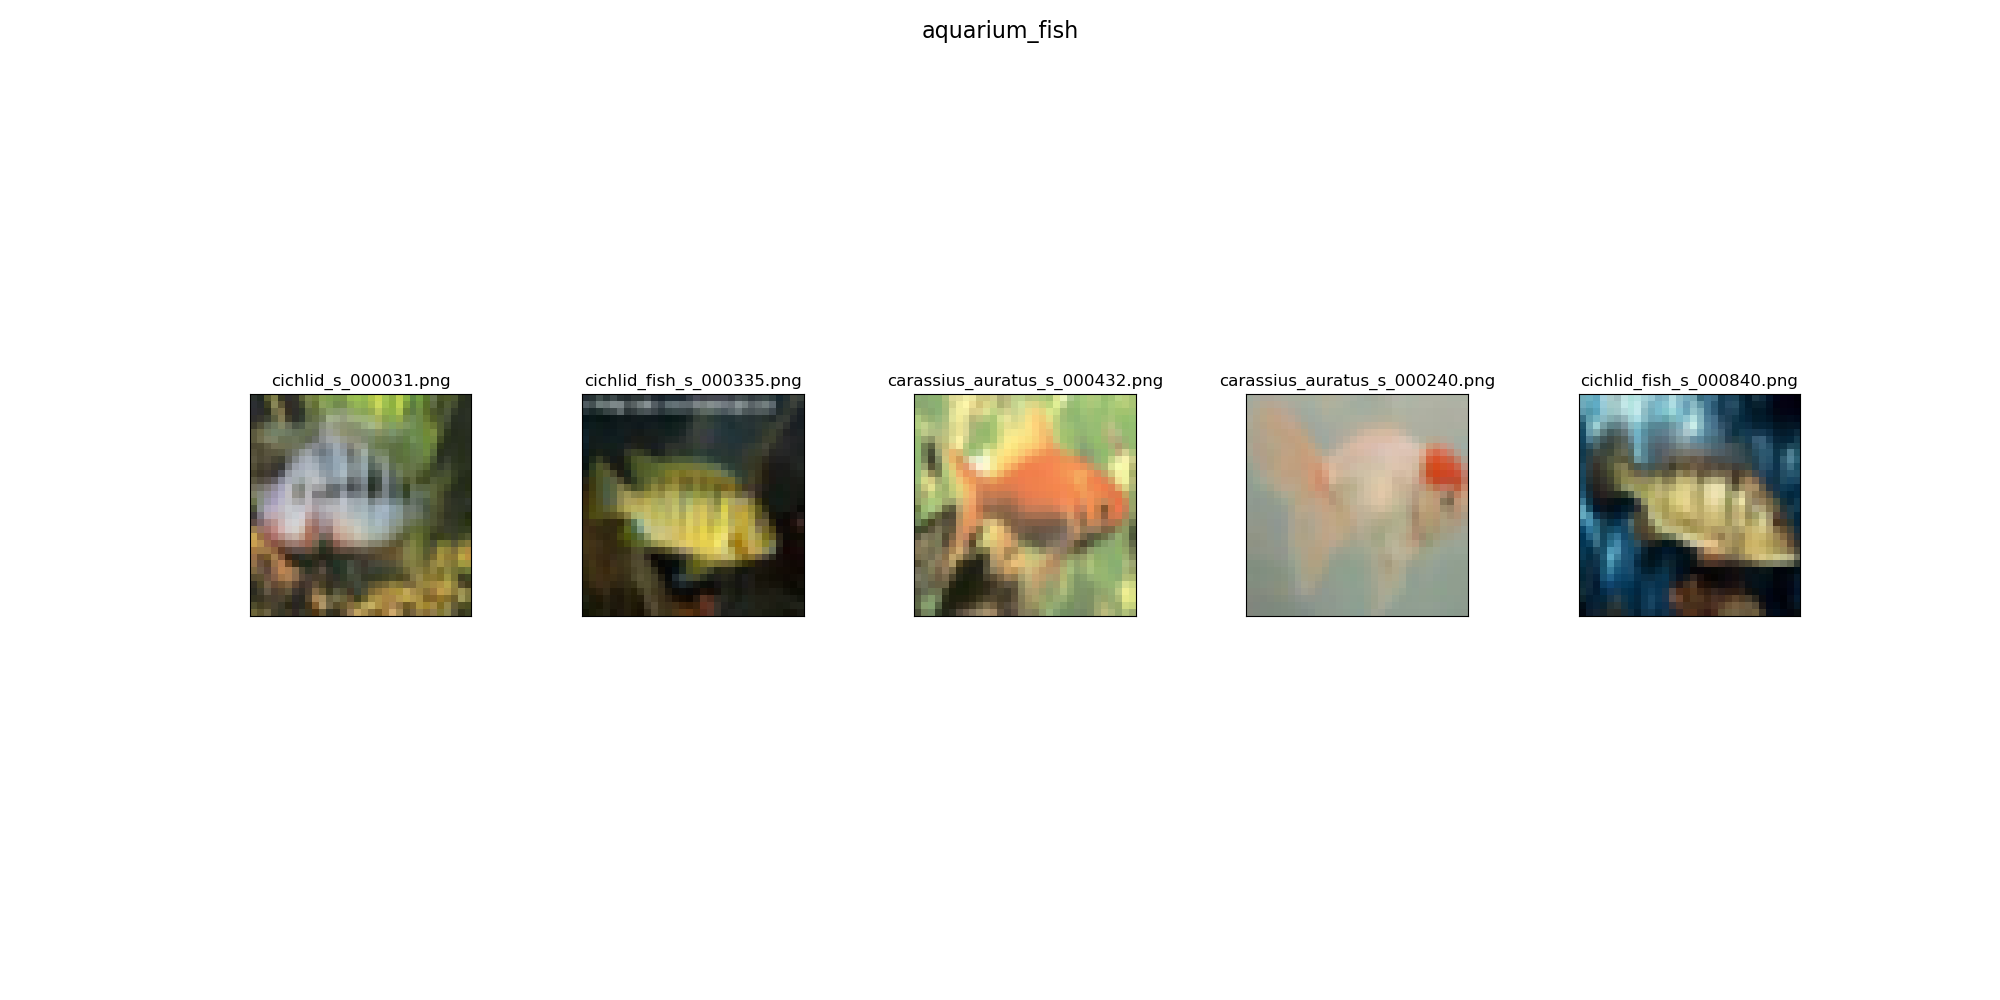 aquarium_fish
cichlid_s_000031.png
cichlid_fish_s_000335.png
carassius_auratus_s_000432.png
carassius_auratus_s_000240.png
cichlid_fish_s_000840.png